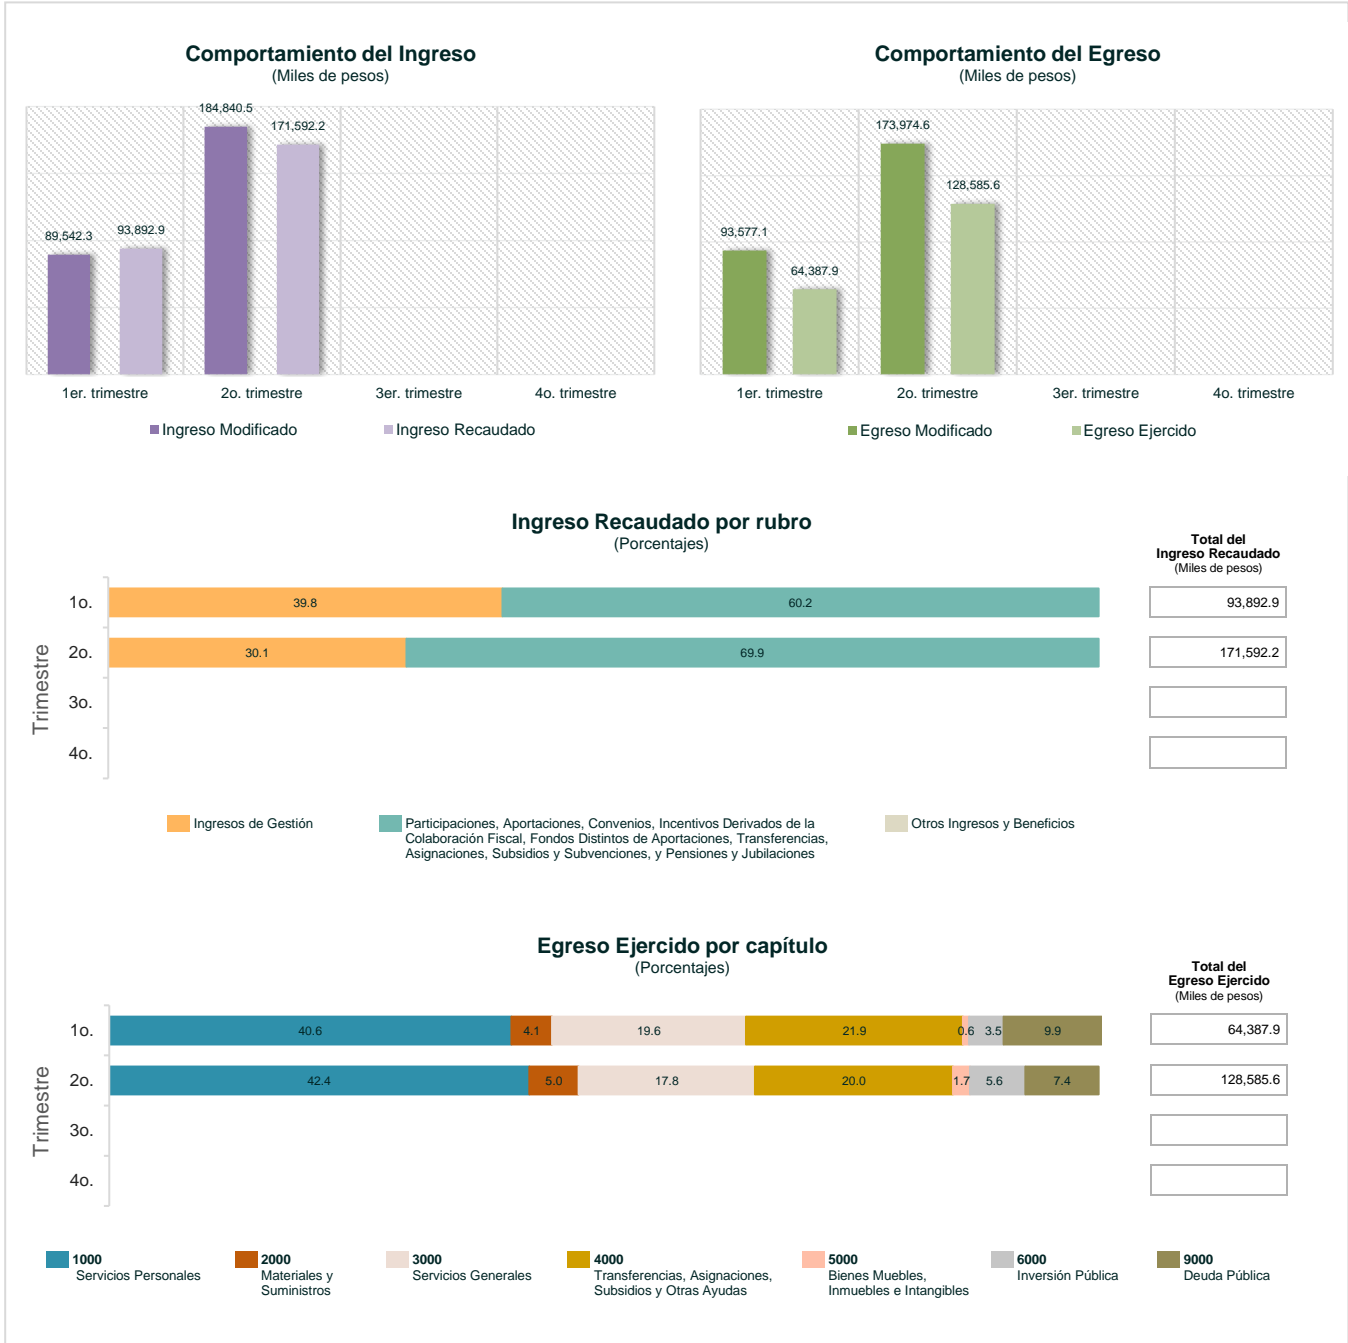 Comportamiento del Ingreso
(Miles de pesos)
184,840.5
171,592.2
89,542.3
93,892.9
1er. trimestre
2o. trimestre
3er. trimestre
4o. trimestre
Ingreso Modificado
Ingreso Recaudado
Comportamiento del Egreso
(Miles de pesos)
173,974.6
128,585.6
93,577.1
64,387.9
1er. trimestre
2o. trimestre
3er. trimestre
4o. trimestre
Egreso Modificado
Egreso Ejercido
Ingreso Recaudado por rubro
(Porcentajes)
Total del
Ingreso Recaudado
(Miles de pesos)
Trimestre
1o.
39.8
60.2
93,892.9
2o.
30.1
69.9
171,592.2
3o.
4o.
Ingresos de Gestión
Participaciones, Aportaciones, Convenios, Incentivos Derivados de la
Colaboración Fiscal, Fondos Distintos de Aportaciones, Transferencias,
Asignaciones, Subsidios y Subvenciones, y Pensiones y Jubilaciones
Otros Ingresos y Beneficios
Egreso Ejercido por capítulo
(Porcentajes)
Total del
Egreso Ejercido
(Miles de pesos)
Trimestre
1o.
40.6
4.1
19.6
21.9
0.6
3.5
9.9
64,387.9
2o.
42.4
5.0
17.8
20.0
1.7
5.6
7.4
128,585.6
3o.
4o.
1000
Servicios Personales
2000
Materiales y
Suministros
3000
Servicios Generales
4000
Transferencias, Asignaciones,
Subsidios y Otras Ayudas
5000
Bienes Muebles,
Inmuebles e Intangibles
6000
Inversión Pública
9000
Deuda Pública